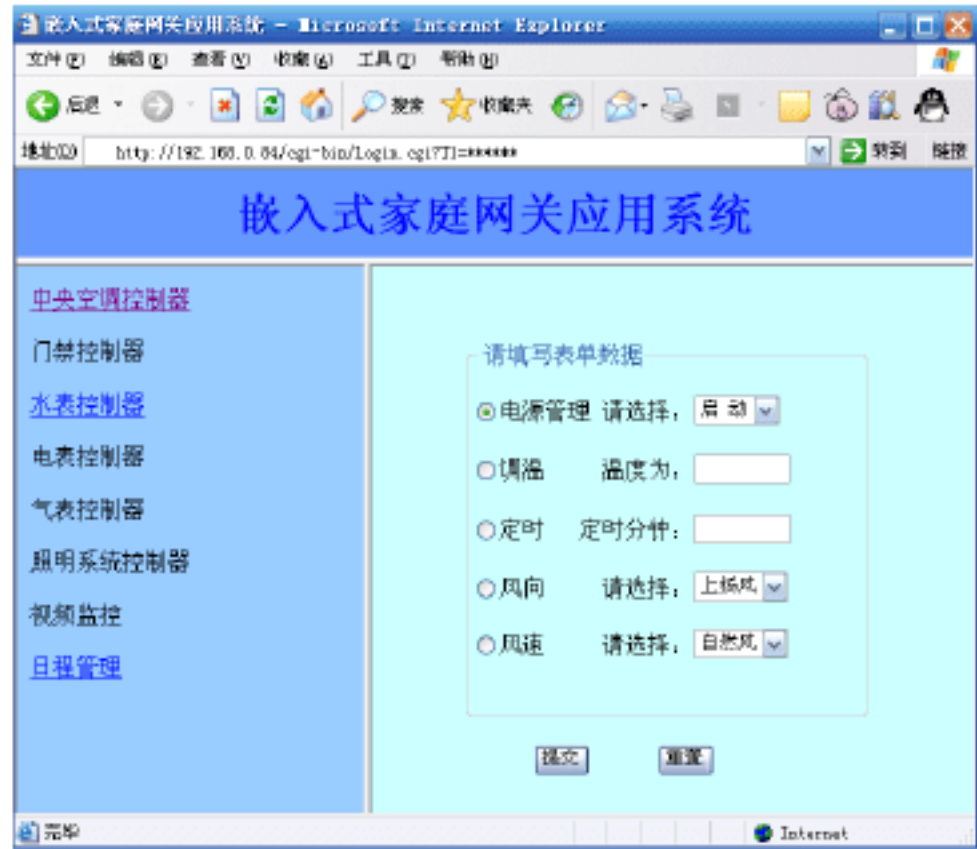 嵌入式家庭网关应用系统 - Microsoft Internet Explorer
文件(F) 编辑(E) 查看(V) 收藏(A) 工具(T) 帮助(H)
后退 搜索 收藏夹
地址(D) http://192.168.0.84/cgi-bin/Login.cgi?T1=****** 转到 链接
嵌入式家庭网关应用系统
中央空调控制器
门禁控制器
水表控制器
电表控制器
气表控制器
照明系统控制器
视频监控
日程管理
请填写表单数据
电源管理 请选择: 启动
调温 温度为:
定时 定时分钟:
风向 请选择: 上扬风
风速 请选择: 自然风
提交 重置
完毕 Internet